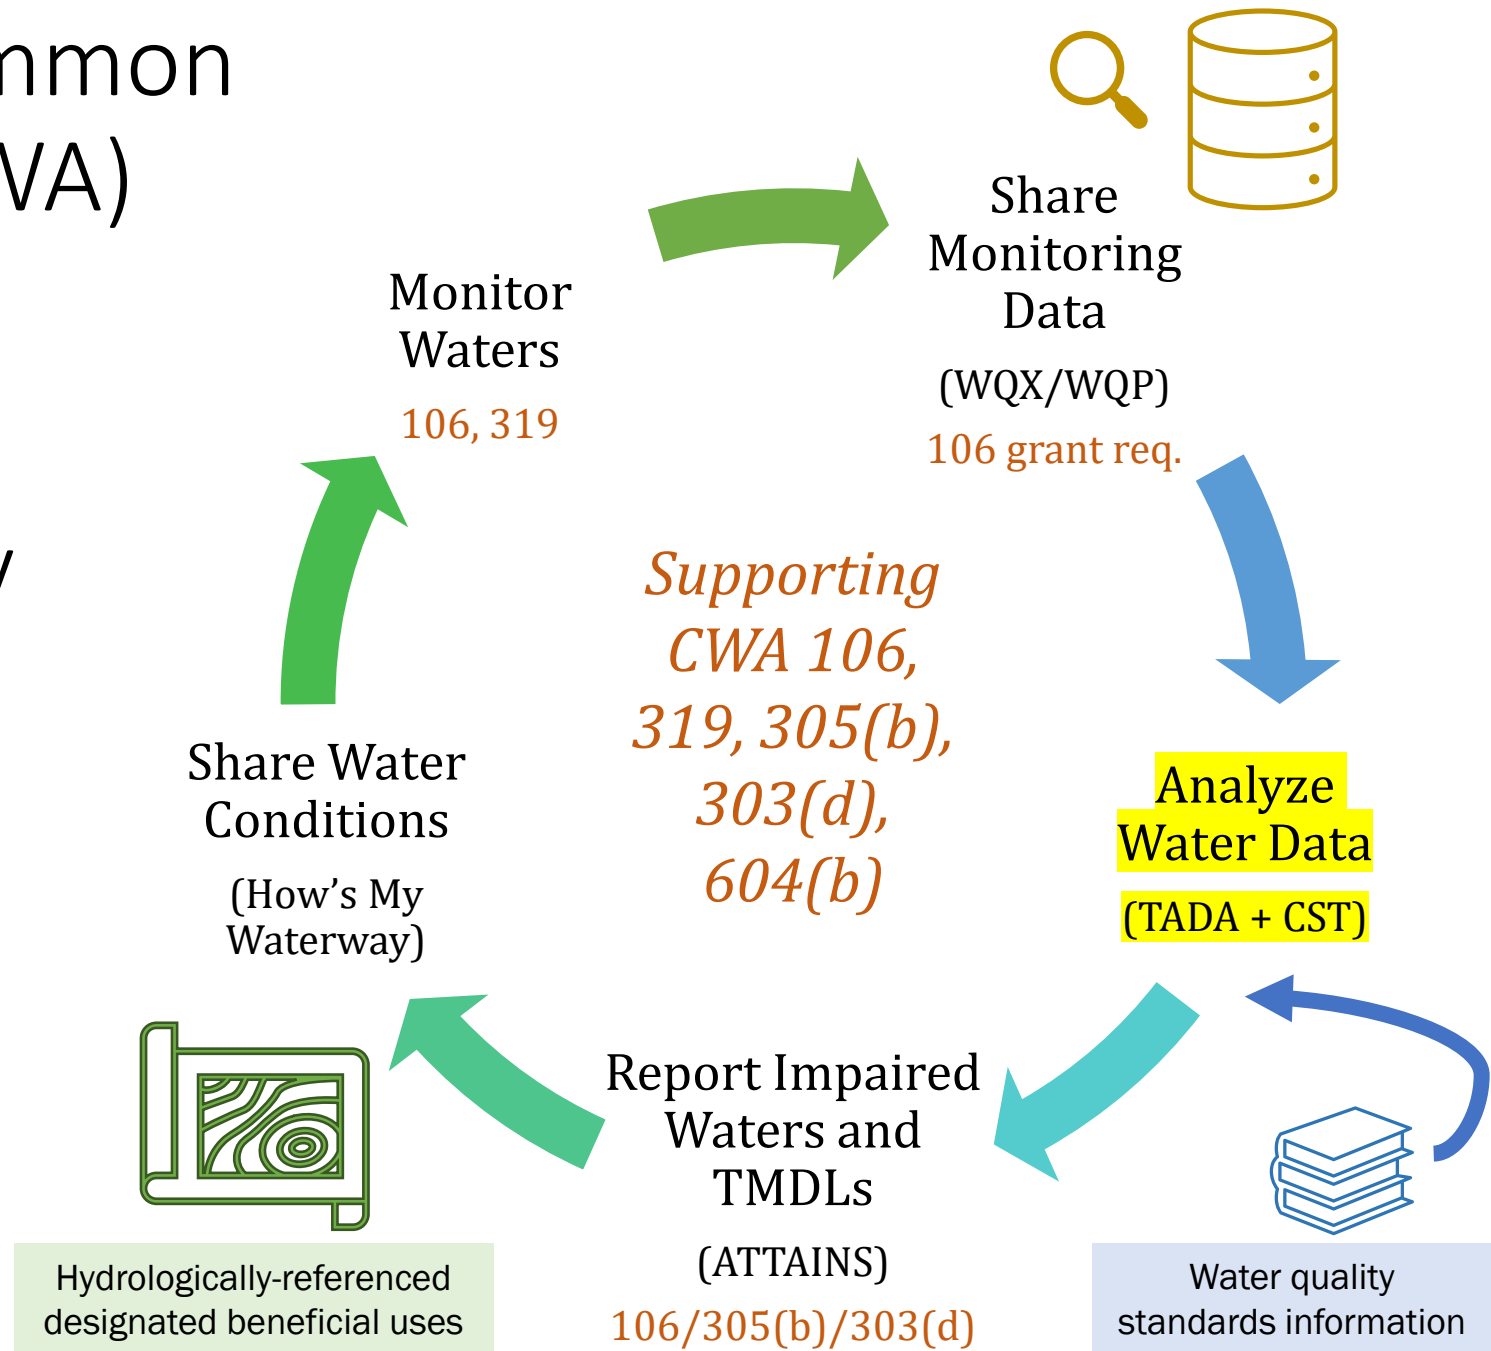 mmon
WA)
y
Share
Monitoring
Data
(WQX/WQP)
106 grant req.
Monitor
Waters
106, 319
Supporting
CWA 106,
319, 305(b),
303(d),
604(b)
Share Water
Conditions
(How’s My
Waterway)
Analyze
Water Data
(TADA + CST)
Report Impaired
Waters and
TMDLs
(ATTAINS)
106/305(b)/303(d)
Hydrologically-referenced
designated beneficial uses
Water quality
standards information